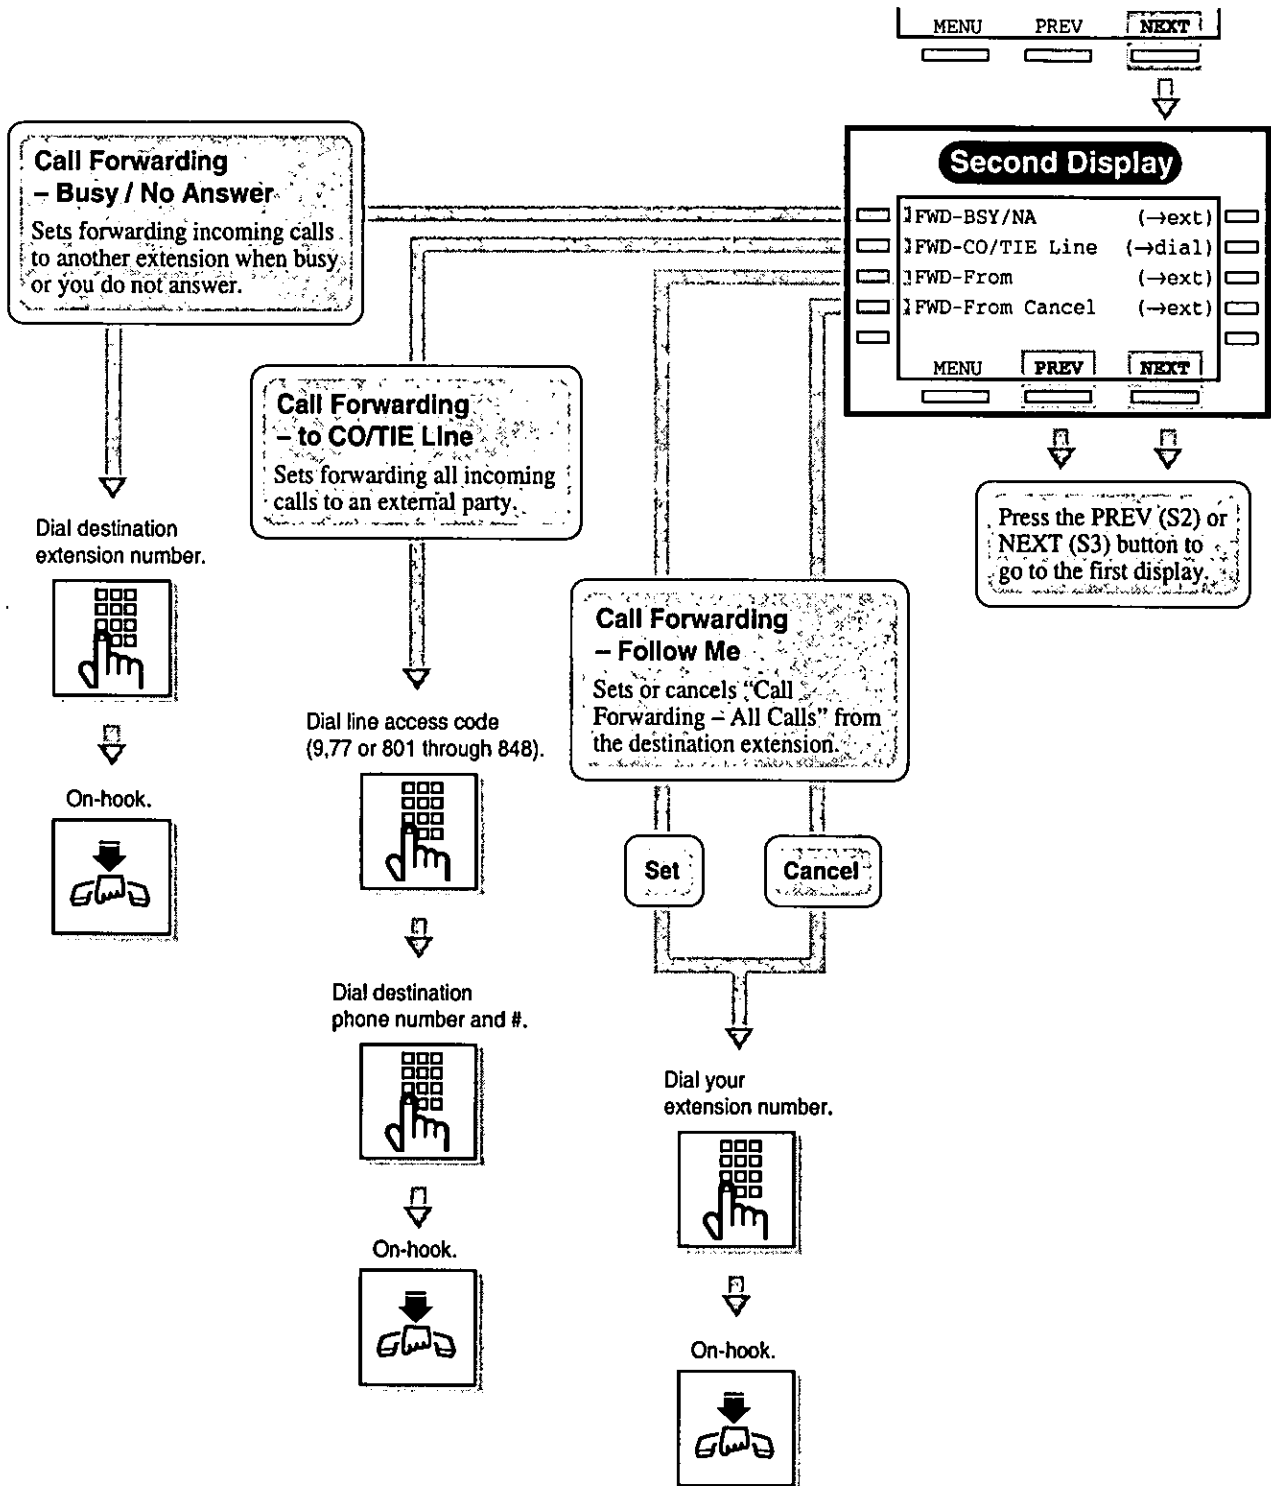 MENU PREV NEXT
Second Display
FWD-BSY/NA (→ext)
FWD-CO/TIE Line (→dial)
FWD-From (→ext)
FWD-From Cancel (→ext)
MENU PREV NEXT
Press the PREV (S2) or
NEXT (S3) button to
go to the first display.
Call Forwarding
– Busy / No Answer
Sets forwarding incoming calls
to another extension when busy
or you do not answer.
Dial destination
extension number.
On-hook.
Call Forwarding
– to CO/TIE Line
Sets forwarding all incoming
calls to an external party.
Dial line access code
(9,77 or 801 through 848).
Dial destination
phone number and #.
On-hook.
Call Forwarding
– Follow Me
Sets or cancels “Call
Forwarding – All Calls” from
the destination extension.
Set
Cancel
Dial your
extension number.
On-hook.